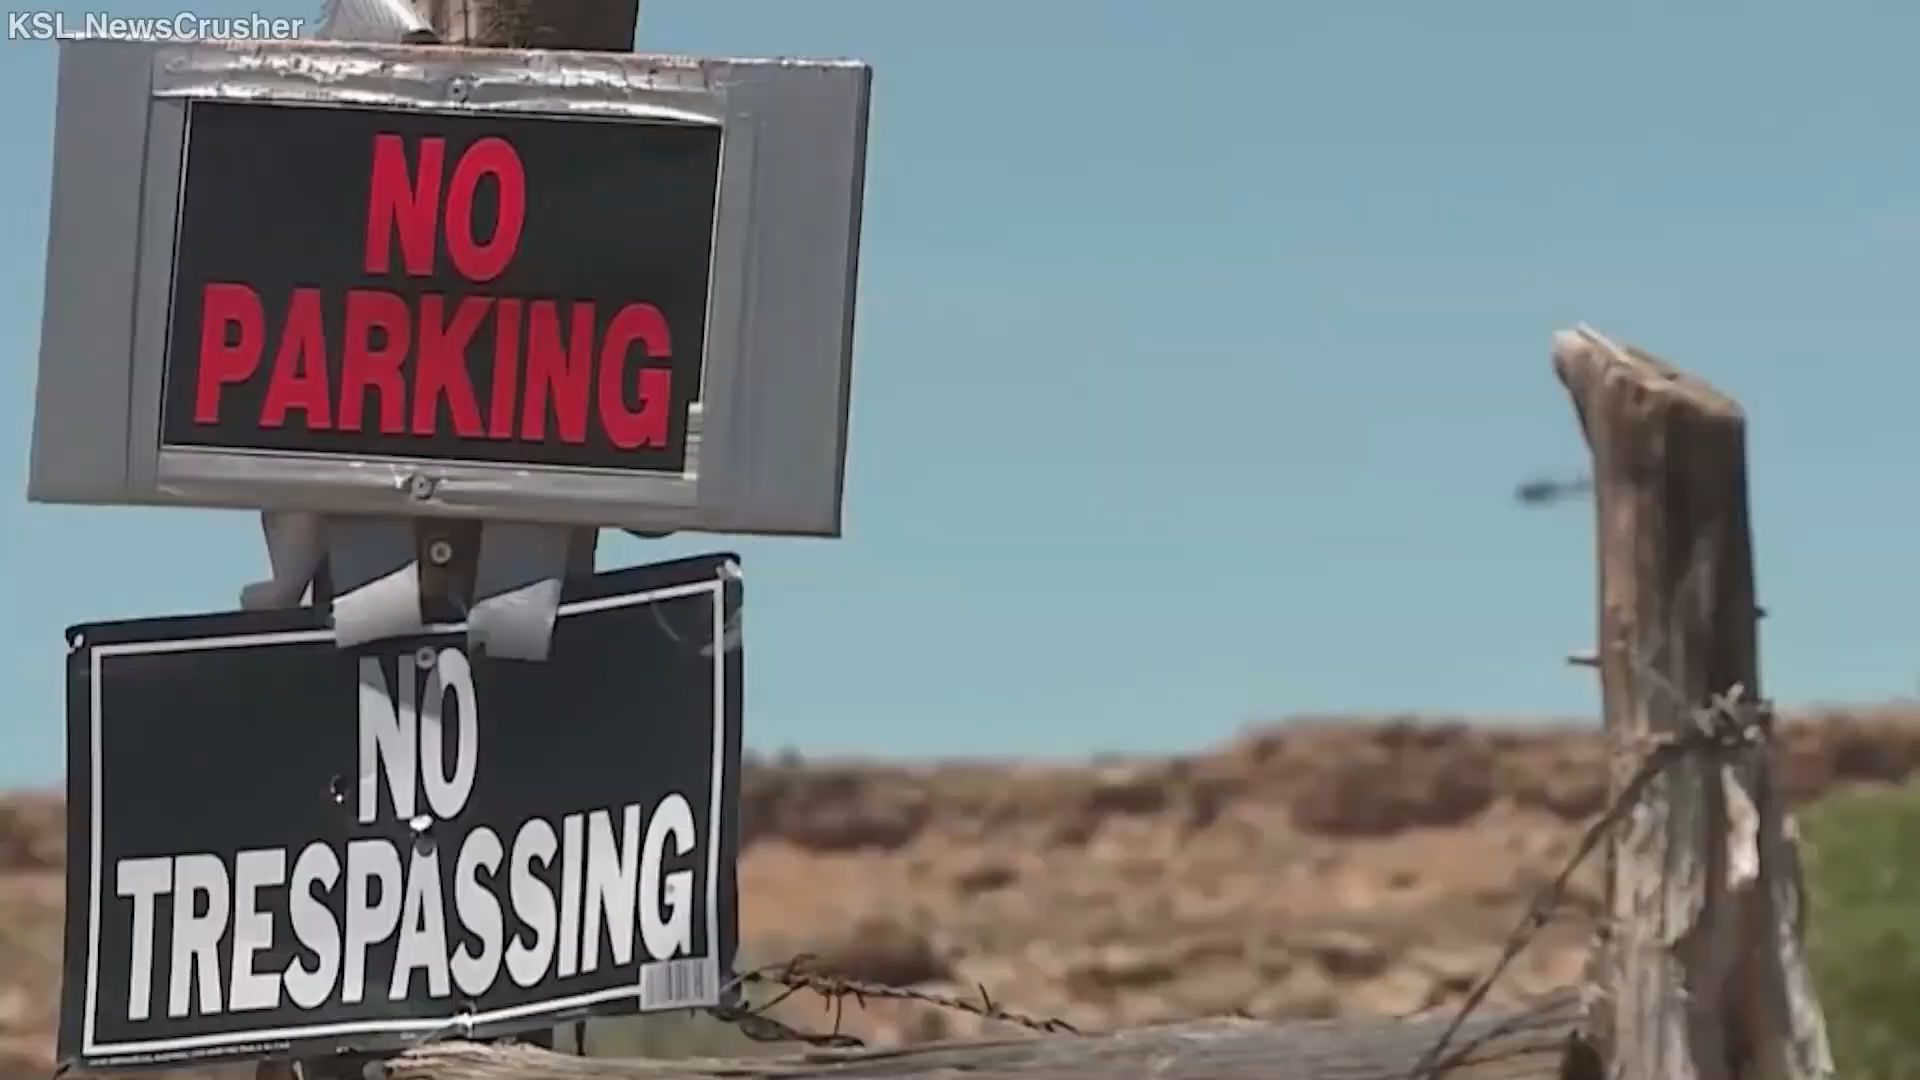 KSL NewsCrusher
NO
PARKING
NO
TRESPASSING